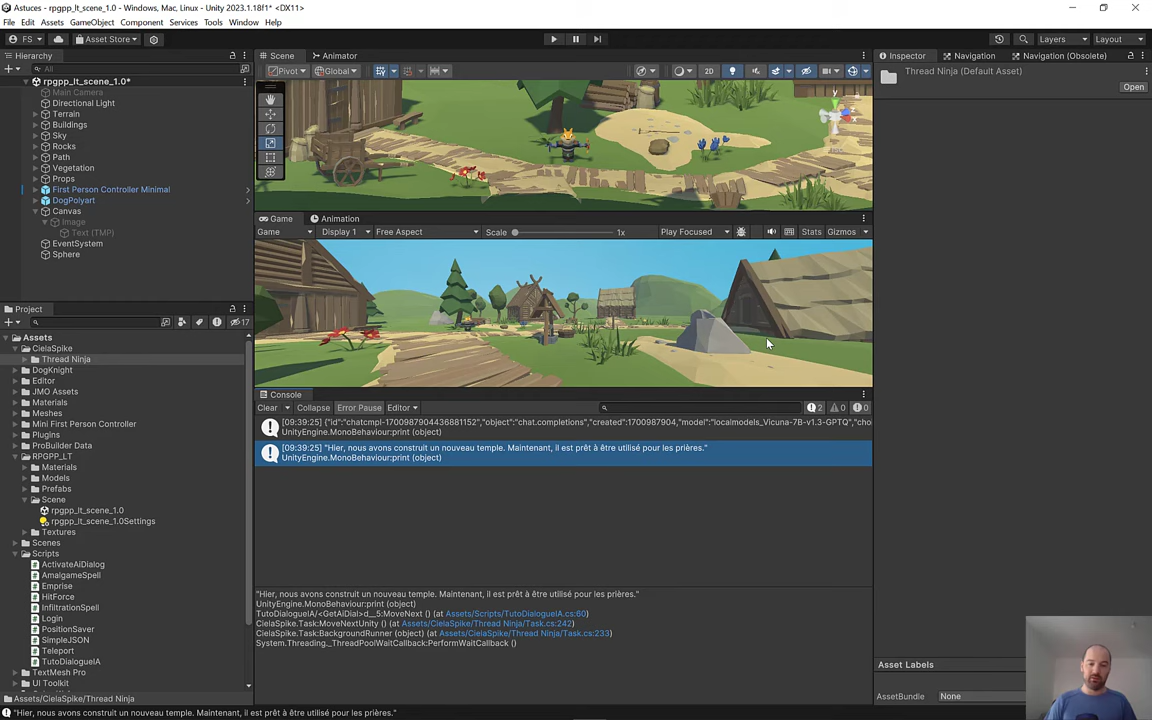 Astuces - rpgpp_lt_scene_1.0 - Windows, Mac, Linux - Unity 2023.1.18f1* <DX11>
File Edit Assets GameObject Component Services Tools Window Help
FS Asset Store Layers Layout
Hierarchy
All
rpgpp_lt_scene_1.0*
Main Camera
Directional Light
Terrain
Buildings
Sky
Rocks
Path
Vegetation
Props
First Person Controller Minimal
DogPolyart
Canvas
Image
Text (TMP)
EventSystem
Sphere
Scene Animator
Pivot Global 2D
Game Animation
Game Display 1 Free Aspect Scale 1x Play Focused Stats Gizmos
Inspector Navigation Navigation (Obsolete)
Thread Ninja (Default Asset)
Open
Project
17
Assets
CielaSpike
Thread Ninja
DogKnight
Editor
JMO Assets
Materials
Meshes
Mini First Person Controller
Plugins
ProBuilder Data
RPGPP_LT
Materials
Models
Prefabs
Scene
rpgpp_lt_scene_1.0
rpgpp_lt_scene_1.0Settings
Textures
Scenes
Scripts
ActivateAIDialog
AmalgameSpell
Emprise
HitForce
InfiltrationSpell
Login
PositionSaver
SimpleJSON
Teleport
TutoDialogueIA
TextMesh Pro
UI Toolkit
Assets/CielaSpike/Thread Ninja
Console
Clear Collapse Error Pause Editor 2 0 0
[09:39:25] {"id":"chatcmpl-1700987904436881152","object":"chat.completions","created":1700987904,"model":"localmodels_Vicuna-7B-v1.3-GPTQ","cho
UnityEngine.MonoBehaviour:print (object)
[09:39:25] "Hier, nous avons construit un nouveau temple. Maintenant, il est prêt à être utilisé pour les prières."
UnityEngine.MonoBehaviour:print (object)
"Hier, nous avons construit un nouveau temple. Maintenant, il est prêt à être utilisé pour les prières."
UnityEngine.MonoBehaviour:print (object)
TutoDialogueIA/<GetAiDial>d__5:MoveNext () (at Assets/Scripts/TutoDialogueIA.cs:60)
CielaSpike.Task:MoveNextUnity () (at Assets/CielaSpike/Thread Ninja/Task.cs:242)
CielaSpike.Task:BackgroundRunner (object) (at Assets/CielaSpike/Thread Ninja/Task.cs:233)
System.Threading._ThreadPoolWaitCallback:PerformWaitCallback ()
Asset Labels
AssetBundle None
"Hier, nous avons construit un nouveau temple. Maintenant, il est prêt à être utilisé pour les prières."